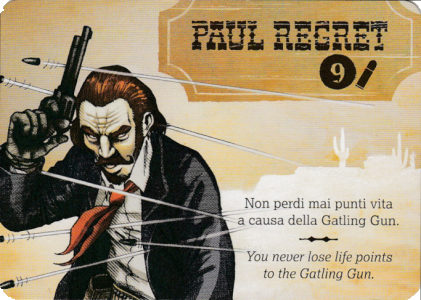 PAUL REGRET
9
Non perdi mai punti vita
a causa della Gatling Gun.
You never lose life points
to the Gatling Gun.